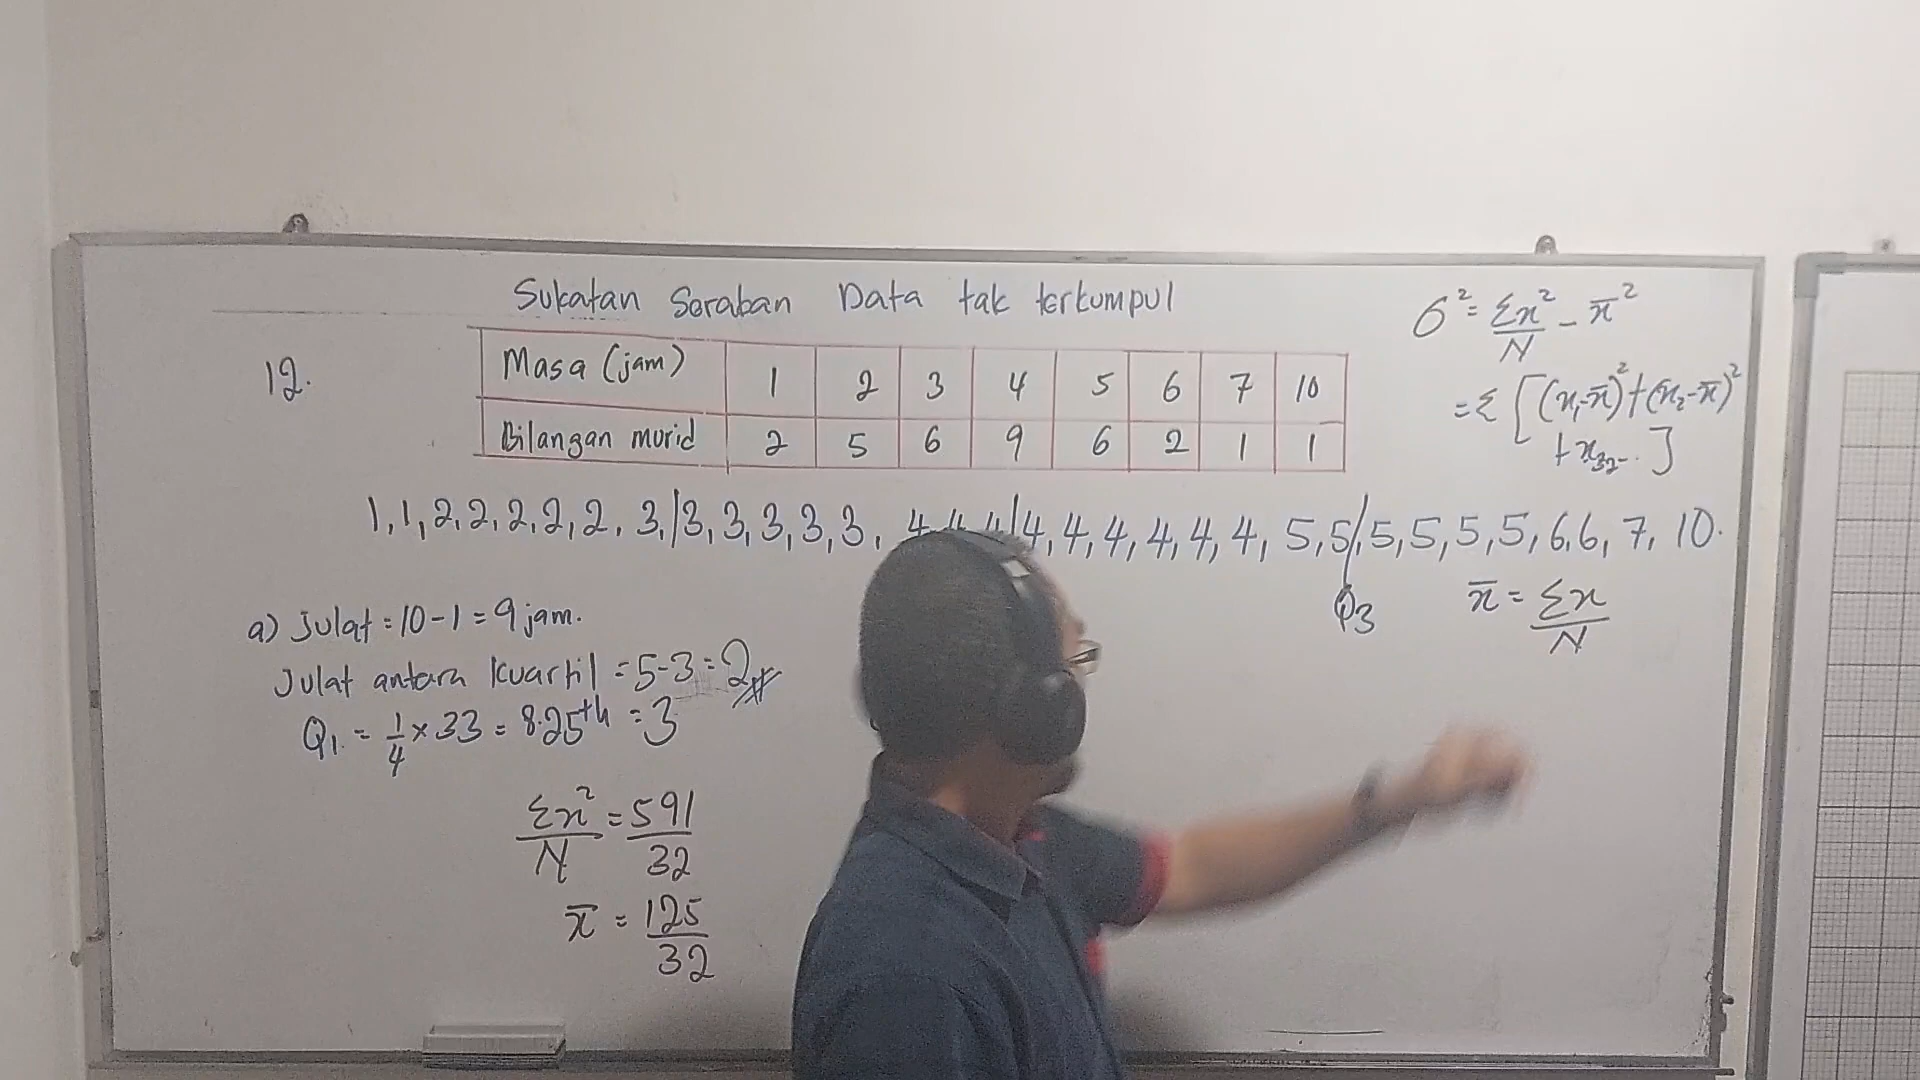 Sukatan Seraban Data tak terkumpul
12.
Masa (jam) 1 2 3 4 5 6 7 10
Bilangan murid 2 5 6 9 6 2 1 1
1,1,2,2,2,2,2,3,/3,3,3,3,3, 4,4,4/4,4,4,4,4,4, 5,5/,5,5,5,5,6,6,7,10.
Q3
a) Julat = 10-1 = 9 jam.
Julat antara kuartil = 5-3 = 2
Q1 = 1/4 × 33 = 8.25th = 3
Σx²/N = 591/32
x̄ = 125/32
σ² = Σx²/N - x̄²
= Σ[(x₁-x̄)²+(x₂-x̄)²
+x₃₂-..]
x̄ = Σx/N